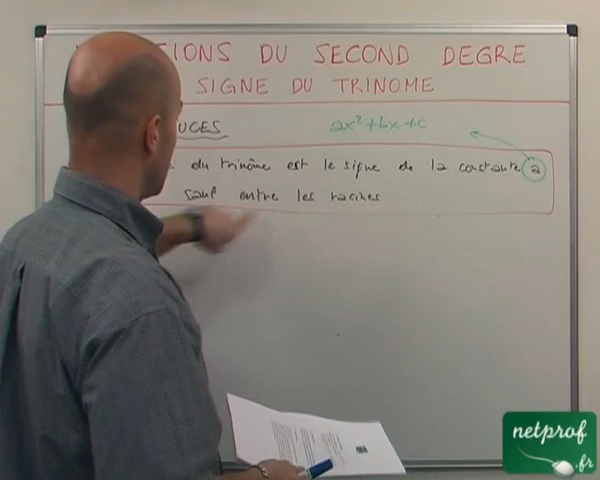 TIONS DU SECOND DEGRE
SIGNE DU TRINOME
UCES ax²+bx+c
du trinôme est le signe de la constante a
sauf entre les racines
netprof
.fr